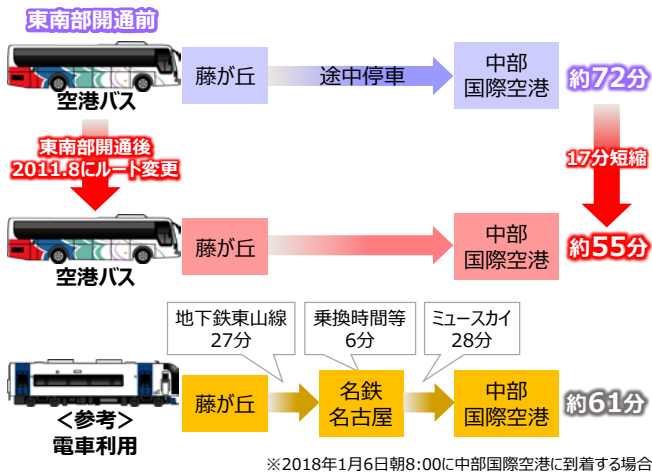 東南部開通前
空港バス
藤が丘
途中停車
中部
国際空港
約72分
東南部開通後
2011.8にルート変更
17分短縮
空港バス
藤が丘
中部
国際空港
約55分
地下鉄東山線
27分
乗換時間等
6分
ミュースカイ
28分
＜参考＞
電車利用
藤が丘
名鉄
名古屋
中部
国際空港
約61分
※2018年1月6日朝8:00に中部国際空港に到着する場合